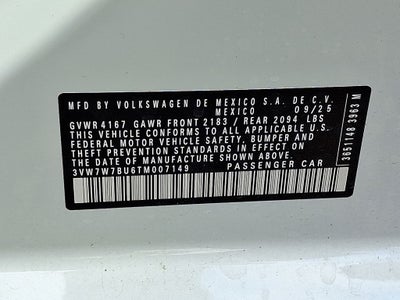 MFD BY VOLKSWAGEN DE MEXICO S.A. DE C.V.
MEXICO 09/25
GVWR 4167 GAWR FRONT 2183 / REAR 2094 LBS
THIS VEHICLE CONFORMS TO ALL APPLICABLE U.S.
FEDERAL MOTOR VEHICLE SAFETY, BUMPER AND
THEFT PREVENTION STANDARDS IN EFFECT ON
THE DATE OF MANUFACTURE SHOWN ABOVE.
3VW7W7BU6TM007149 PASSENGER CAR
3651148 3963 M